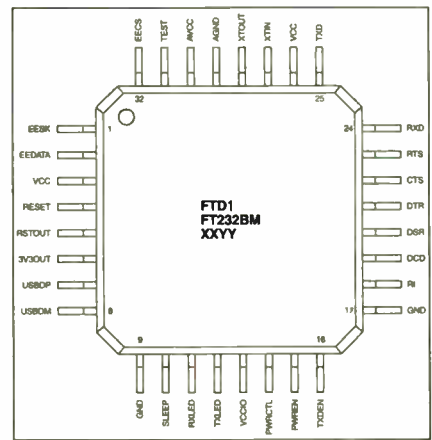 EECS
TEST
AVCC
AGND
XTOUT
XTIN
VCC
TXD
32
25
EESK
1
24
RXD
EEDATA
RTS
VCC
CTS
RESET
FTD1
DTR
FT232BM
RSTOUT
XXYY
DSR
3V3OUT
DCD
USBDP
RI
USBDM
8
17
GND
9
16
GND
SLEEP
RXLED
TXLED
VCCIO
PWRCTL
PWREN
TXDEN